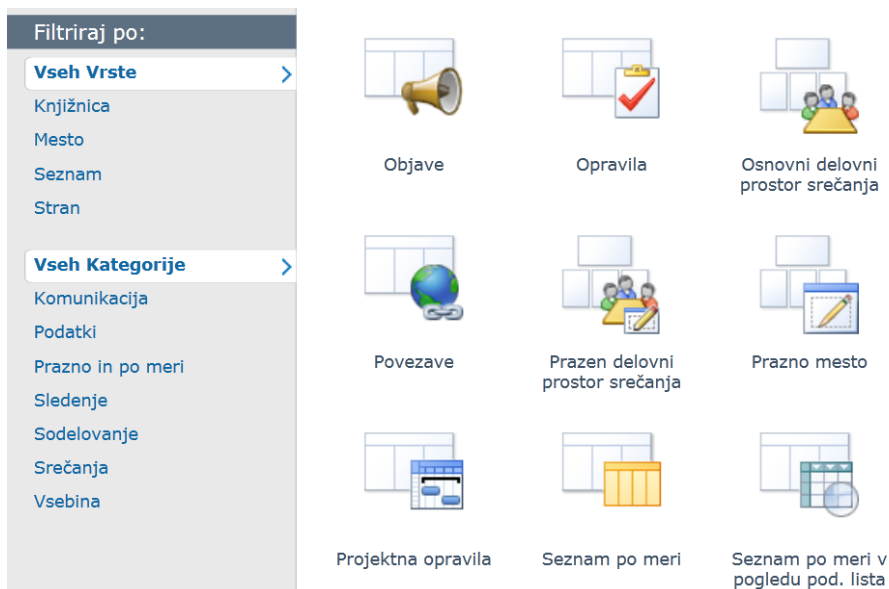 Filtriraj po:
Vseh Vrste
Knjižnica
Mesto
Seznam
Stran
Vseh Kategorije
Komunikacija
Podatki
Prazno in po meri
Sledenje
Sodelovanje
Srečanja
Vsebina
Objave
Opravila
Osnovni delovni
prostor srečanja
Povezave
Prazen delovni
prostor srečanja
Prazno mesto
Projektna opravila
Seznam po meri
Seznam po meri v
pogledu pod. lista